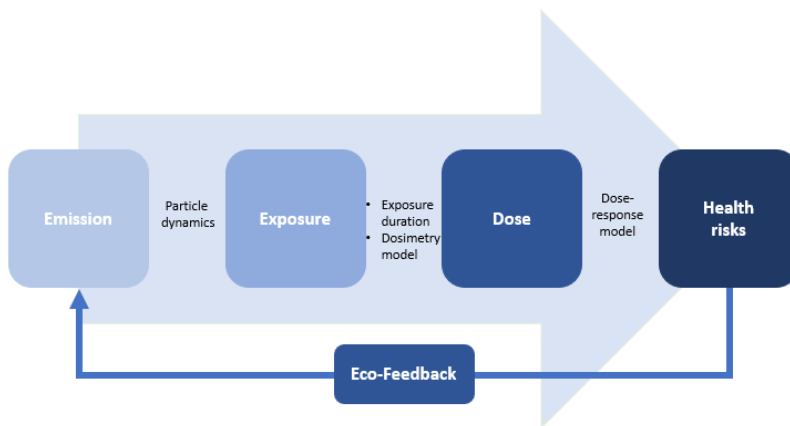 Emission
Particle
dynamics
Exposure
• Exposure
duration
• Dosimetry
model
Dose
Dose-
response
model
Health
risks
Eco-Feedback